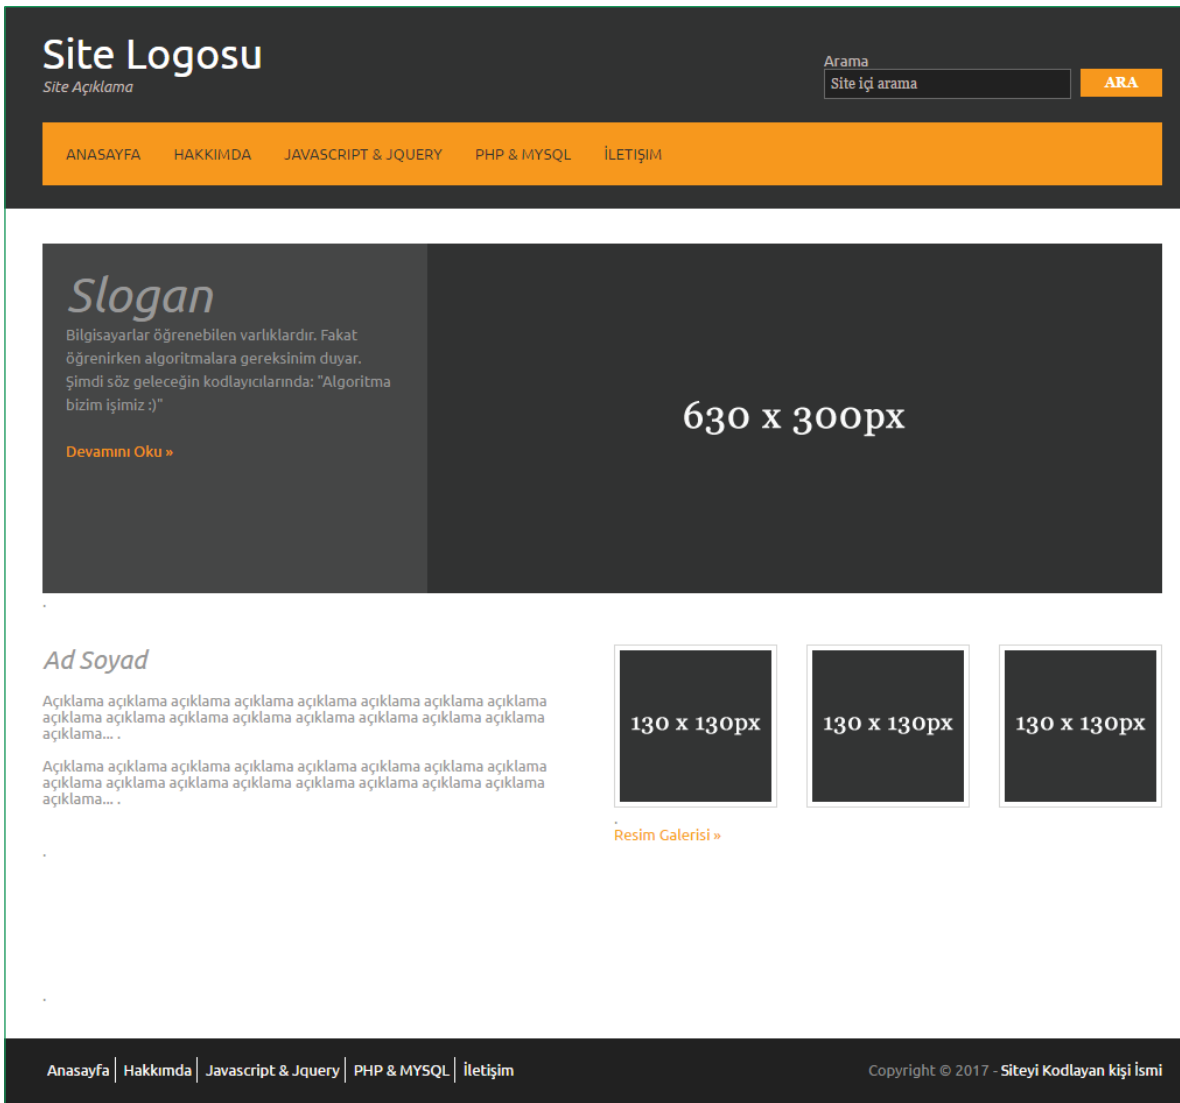 Site Logosu
Site Açıklama
Arama
Site içi arama
ARA
ANASAYFA HAKKIMDA JAVASCRIPT & JQUERY PHP & MYSQL İLETIŞIM
Slogan
Bilgisayarlar öğrenebilen varlıklardır. Fakat
öğrenirken algoritmalara gereksinim duyar.
Şimdi söz geleceğin kodlayıcılarında: "Algoritma
bizim işimiz :)"
Devamını Oku »
630 x 300px
.
Ad Soyad
Açıklama açıklama açıklama açıklama açıklama açıklama açıklama açıklama
açıklama açıklama açıklama açıklama açıklama açıklama açıklama açıklama
açıklama... .
Açıklama açıklama açıklama açıklama açıklama açıklama açıklama açıklama
açıklama açıklama açıklama açıklama açıklama açıklama açıklama açıklama
açıklama... .
130 x 130px 130 x 130px 130 x 130px
.
Resim Galerisi »
.
.
Anasayfa | Hakkımda | Javascript & Jquery | PHP & MYSQL | İletişim
Copyright © 2017 - Siteyi Kodlayan kişi İsmi